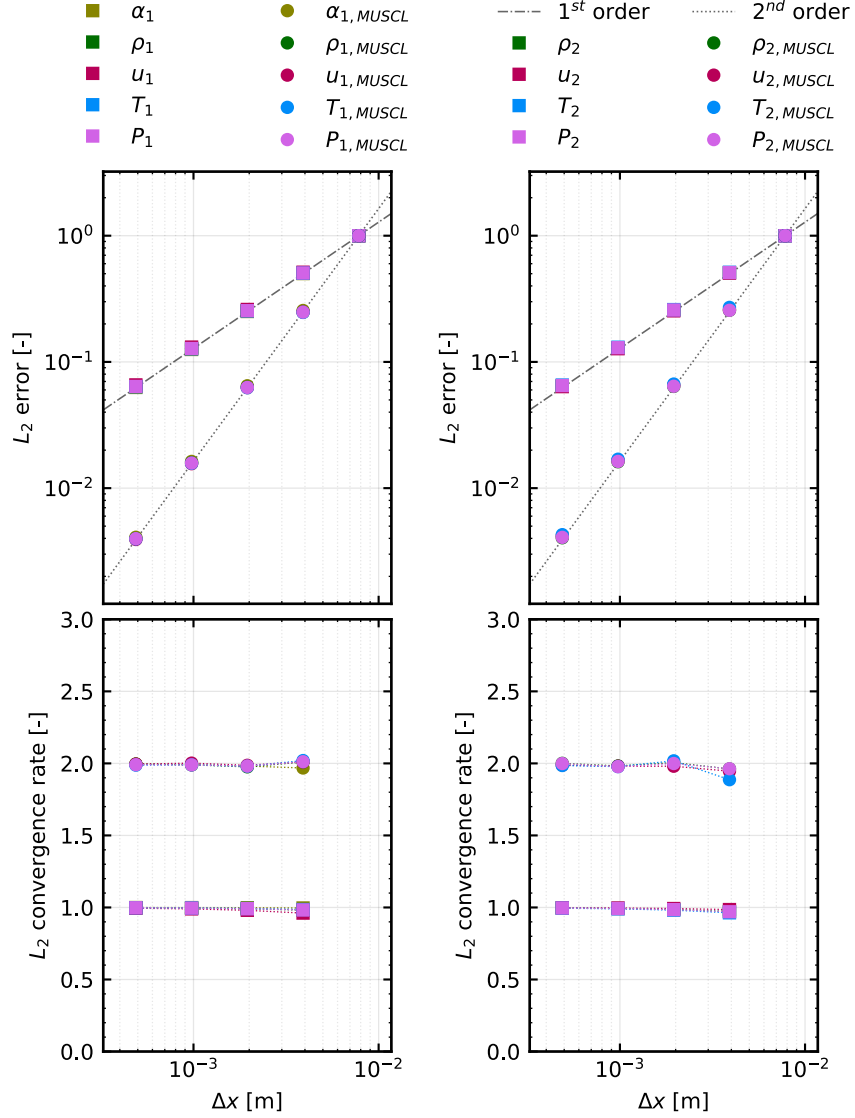 α₁ α₁,MUSCL 1ˢᵗ order 2ⁿᵈ order
ρ₁ ρ₁,MUSCL ρ₂ ρ₂,MUSCL
u₁ u₁,MUSCL u₂ u₂,MUSCL
T₁ T₁,MUSCL T₂ T₂,MUSCL
P₁ P₁,MUSCL P₂ P₂,MUSCL
L₂ error [-]
10⁰
10⁻¹
10⁻²
L₂ error [-]
10⁰
10⁻¹
10⁻²
L₂ convergence rate [-]
3.0
2.5
2.0
1.5
1.0
0.5
0.0
10⁻³ 10⁻²
Δx [m]
L₂ convergence rate [-]
3.0
2.5
2.0
1.5
1.0
0.5
0.0
10⁻³ 10⁻²
Δx [m]